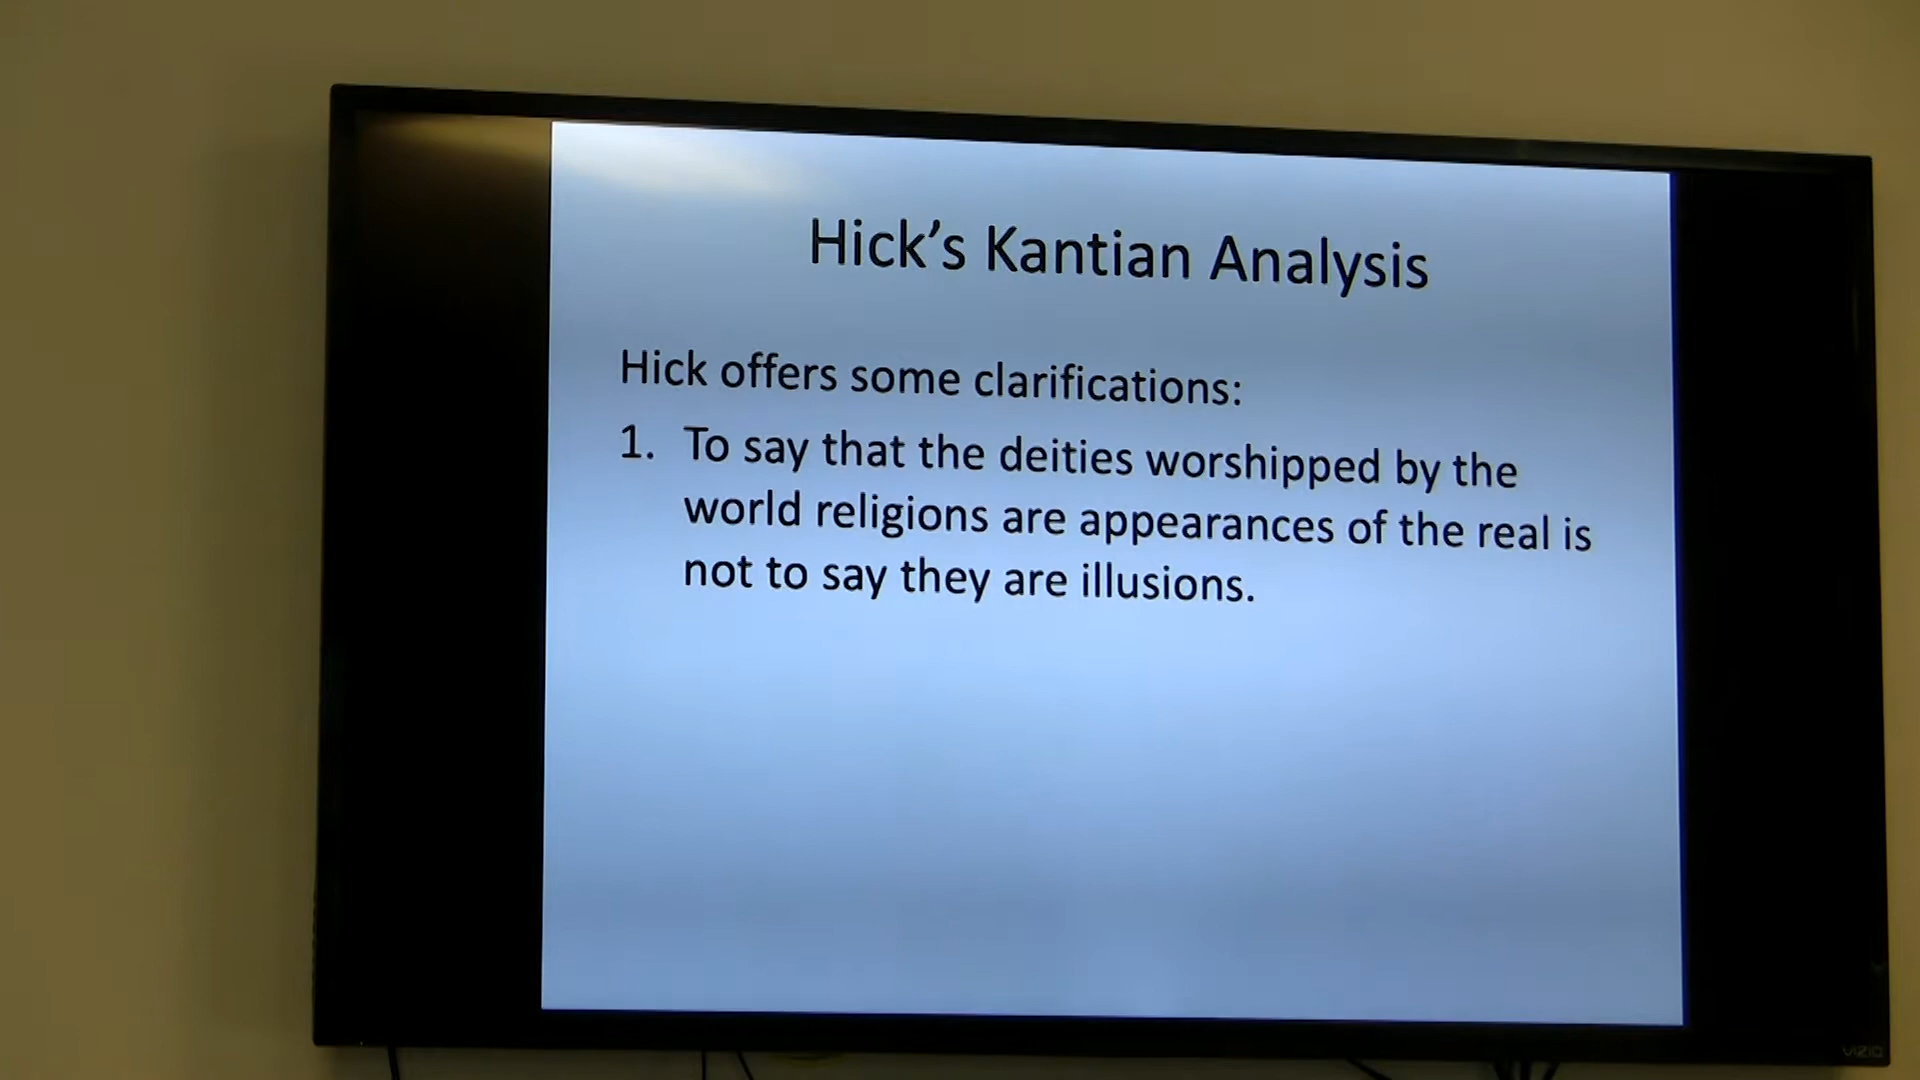 Hick's Kantian Analysis
Hick offers some clarifications:
1. To say that the deities worshipped by the
world religions are appearances of the real is
not to say they are illusions.
VIZIO